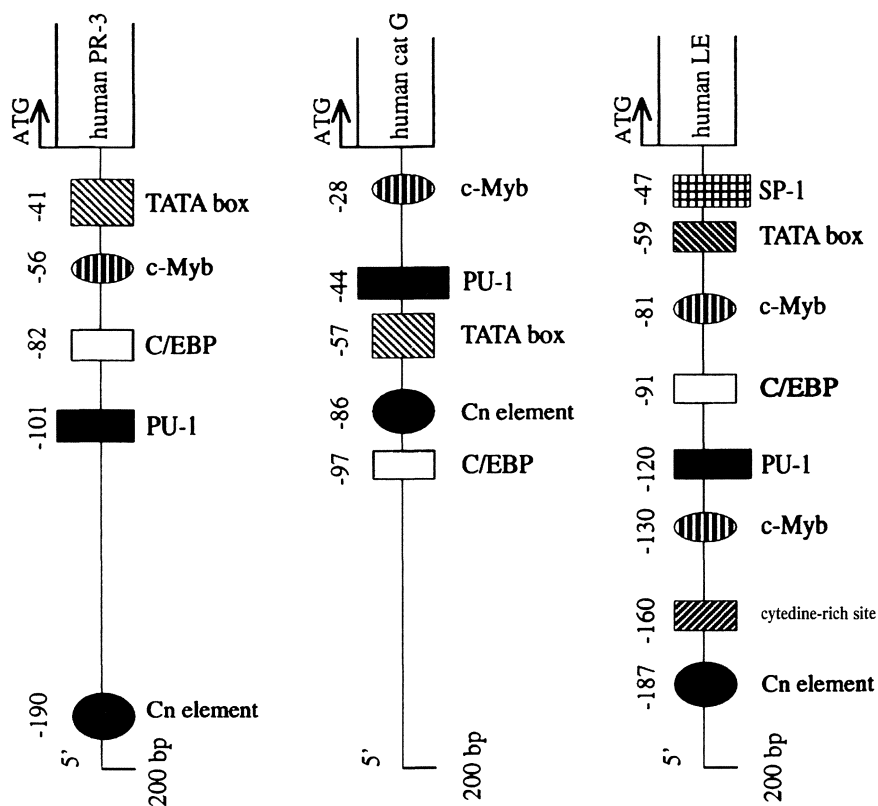 ATG
human PR-3
-41
TATA box
-56
c-Myb
-82
C/EBP
-101
PU-1
-190
Cn element
5'
200 bp
ATG
human cat G
-28
c-Myb
-44
PU-1
-57
TATA box
-86
Cn element
-97
C/EBP
5'
200 bp
ATG
human LE
-47
SP-1
-59
TATA box
-81
c-Myb
-91
C/EBP
-120
PU-1
-130
c-Myb
-160
cytedine-rich site
-187
Cn element
5'
200 bp